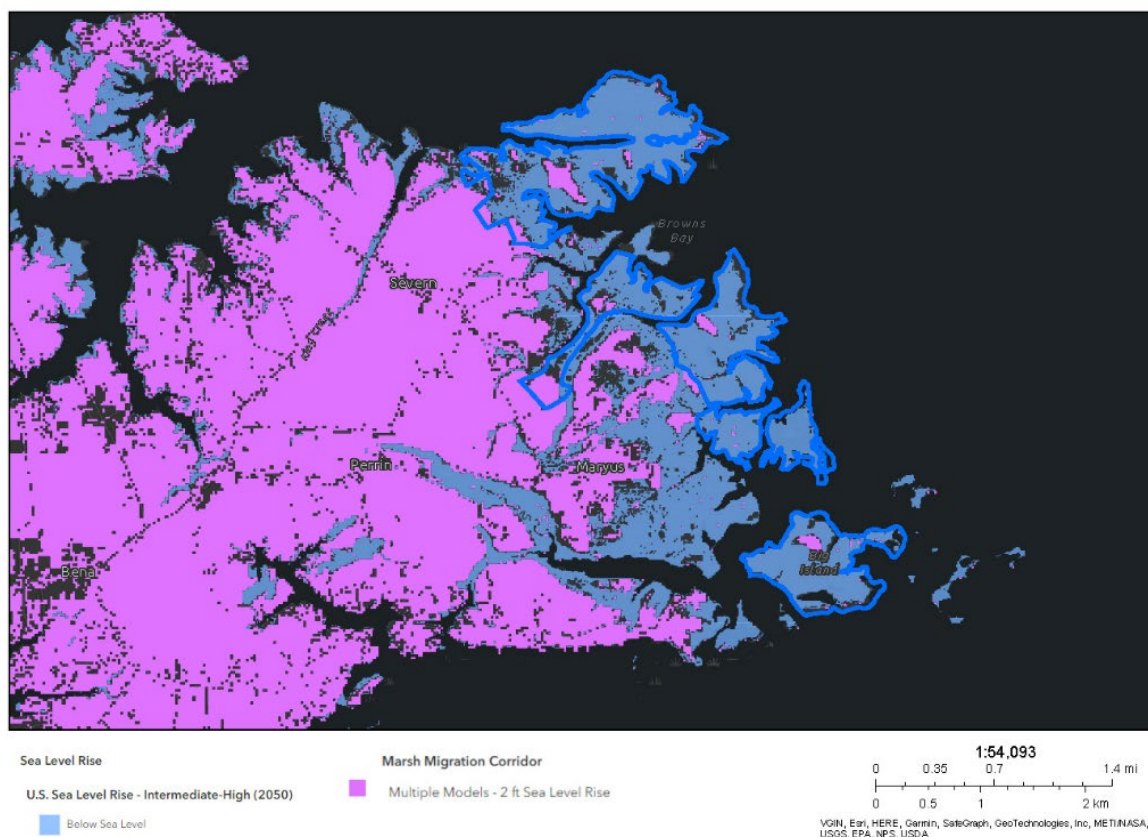 Browns
Bay
Severn
Perrin
Maryus
Big
Island
Bena
Sea Level Rise
U.S. Sea Level Rise - Intermediate-High (2050)
Below Sea Level
Marsh Migration Corridor
Multiple Models - 2 ft Sea Level Rise
1:54,093
0 0.35 0.7 1.4 mi
0 0.5 1 2 km
VGIN, Esri, HERE, Garmin, SafeGraph, GeoTechnologies, Inc, METI/NASA,
USGS, EPA, NPS, USDA